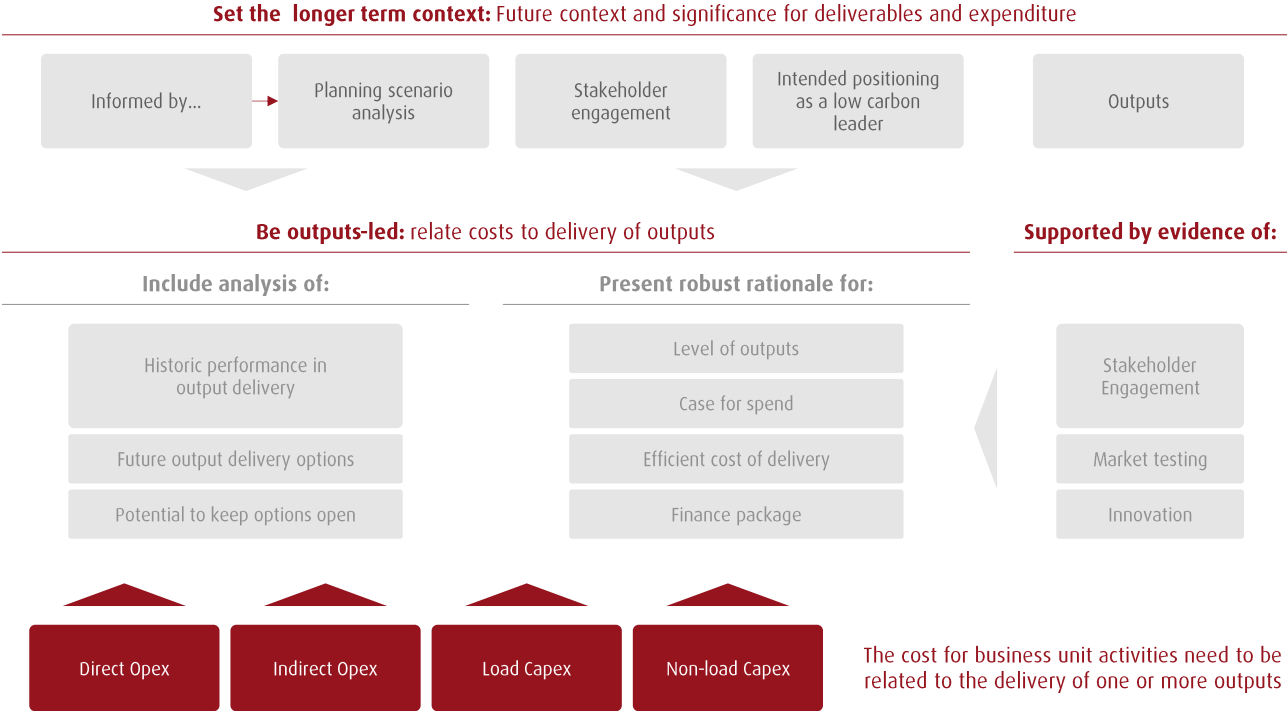 Set the longer term context: Future context and significance for deliverables and expenditure
Informed by...
Planning scenario
analysis
Stakeholder
engagement
Intended positioning
as a low carbon
leader
Outputs
Be outputs-led: relate costs to delivery of outputs
Supported by evidence of:
Include analysis of:
Present robust rationale for:
Historic performance in
output delivery
Future output delivery options
Potential to keep options open
Level of outputs
Case for spend
Efficient cost of delivery
Finance package
Stakeholder
Engagement
Market testing
Innovation
Direct Opex
Indirect Opex
Load Capex
Non-load Capex
The cost for business unit activities need to be
related to the delivery of one or more outputs